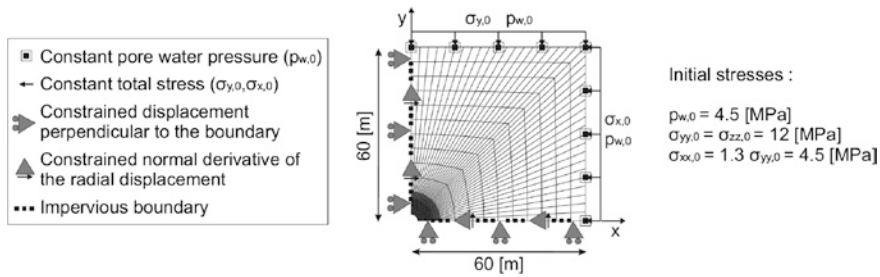 Constant pore water pressure (pw,0)
Constant total stress (σy,0,σx,0)
Constrained displacement
perpendicular to the boundary
Constrained normal derivative of
the radial displacement
Impervious boundary
y
σy,0 pw,0
60 [m]
σx,0
pw,0
x
60 [m]
Initial stresses :
pw,0 = 4.5 [MPa]
σyy,0 = σzz,0 = 12 [MPa]
σxx,0 = 1.3 σyy,0 = 4.5 [MPa]